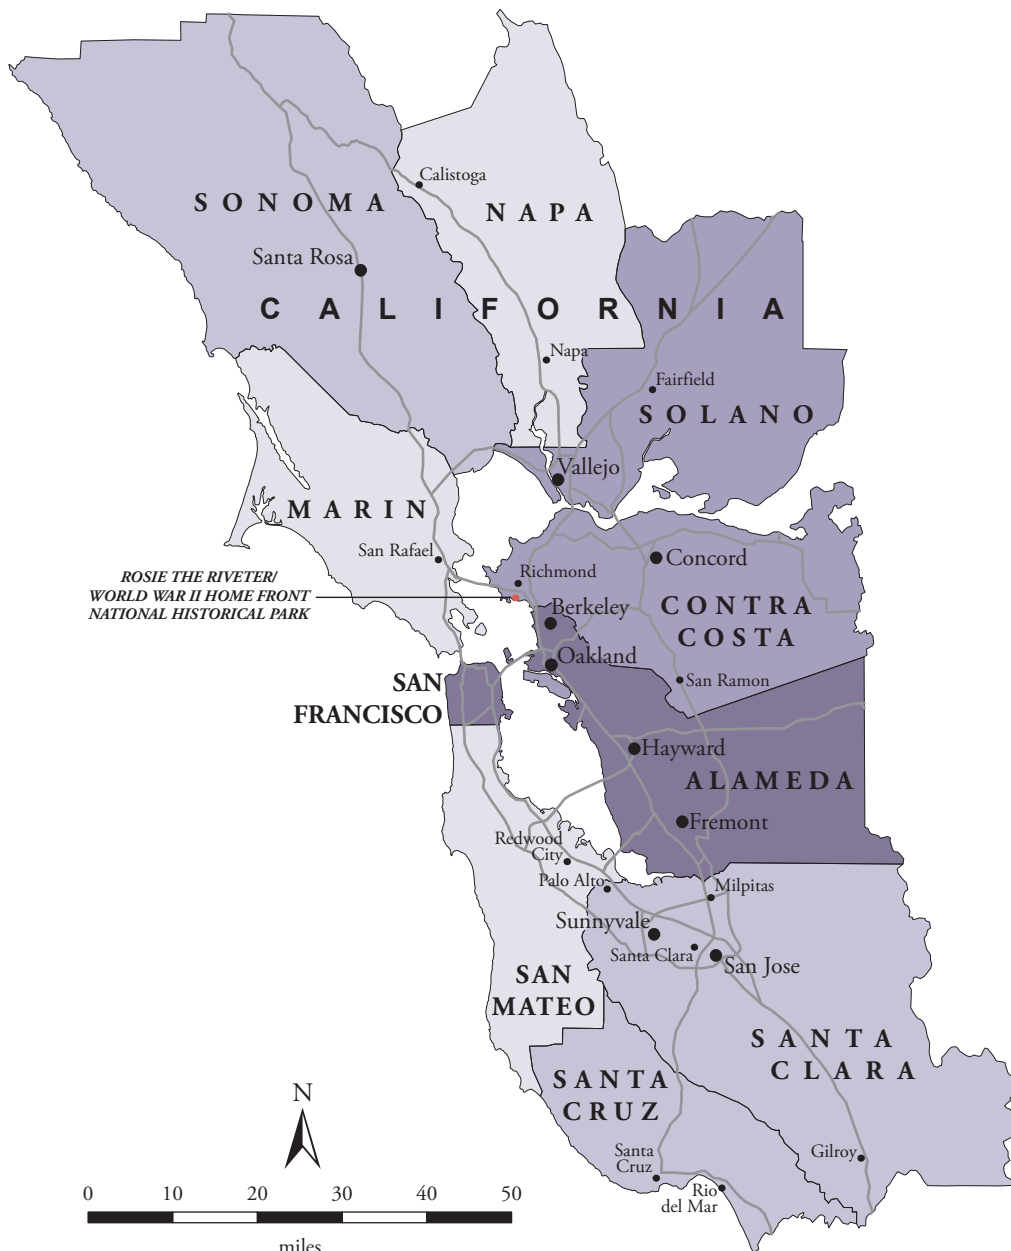 Calistoga
SONOMA
NAPA
Santa Rosa
CALIFORNIA
Napa
Fairfield
SOLANO
Vallejo
MARIN
San Rafael
Concord
ROSIE THE RIVETER/
WORLD WAR II HOME FRONT
NATIONAL HISTORICAL PARK
Richmond
Berkeley
CONTRA
COSTA
Oakland
San Ramon
SAN
FRANCISCO
Hayward
ALAMEDA
Fremont
Redwood
City
Palo Alto
Milpitas
Sunnyvale
Santa Clara
San Jose
SAN
MATEO
SANTA
CLARA
SANTA
CRUZ
N
Santa
Cruz
Gilroy
Rio
del Mar
0 10 20 30 40 50
miles